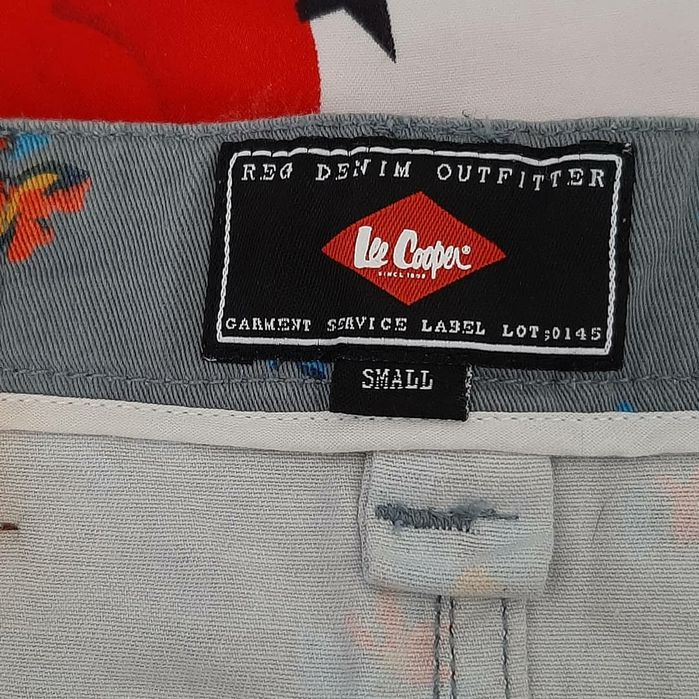 REG DENIM OUTFITTER
Lee Cooper®
SINCE 1908
GARMENT SERVICE LABEL LOT;0145
SMALL